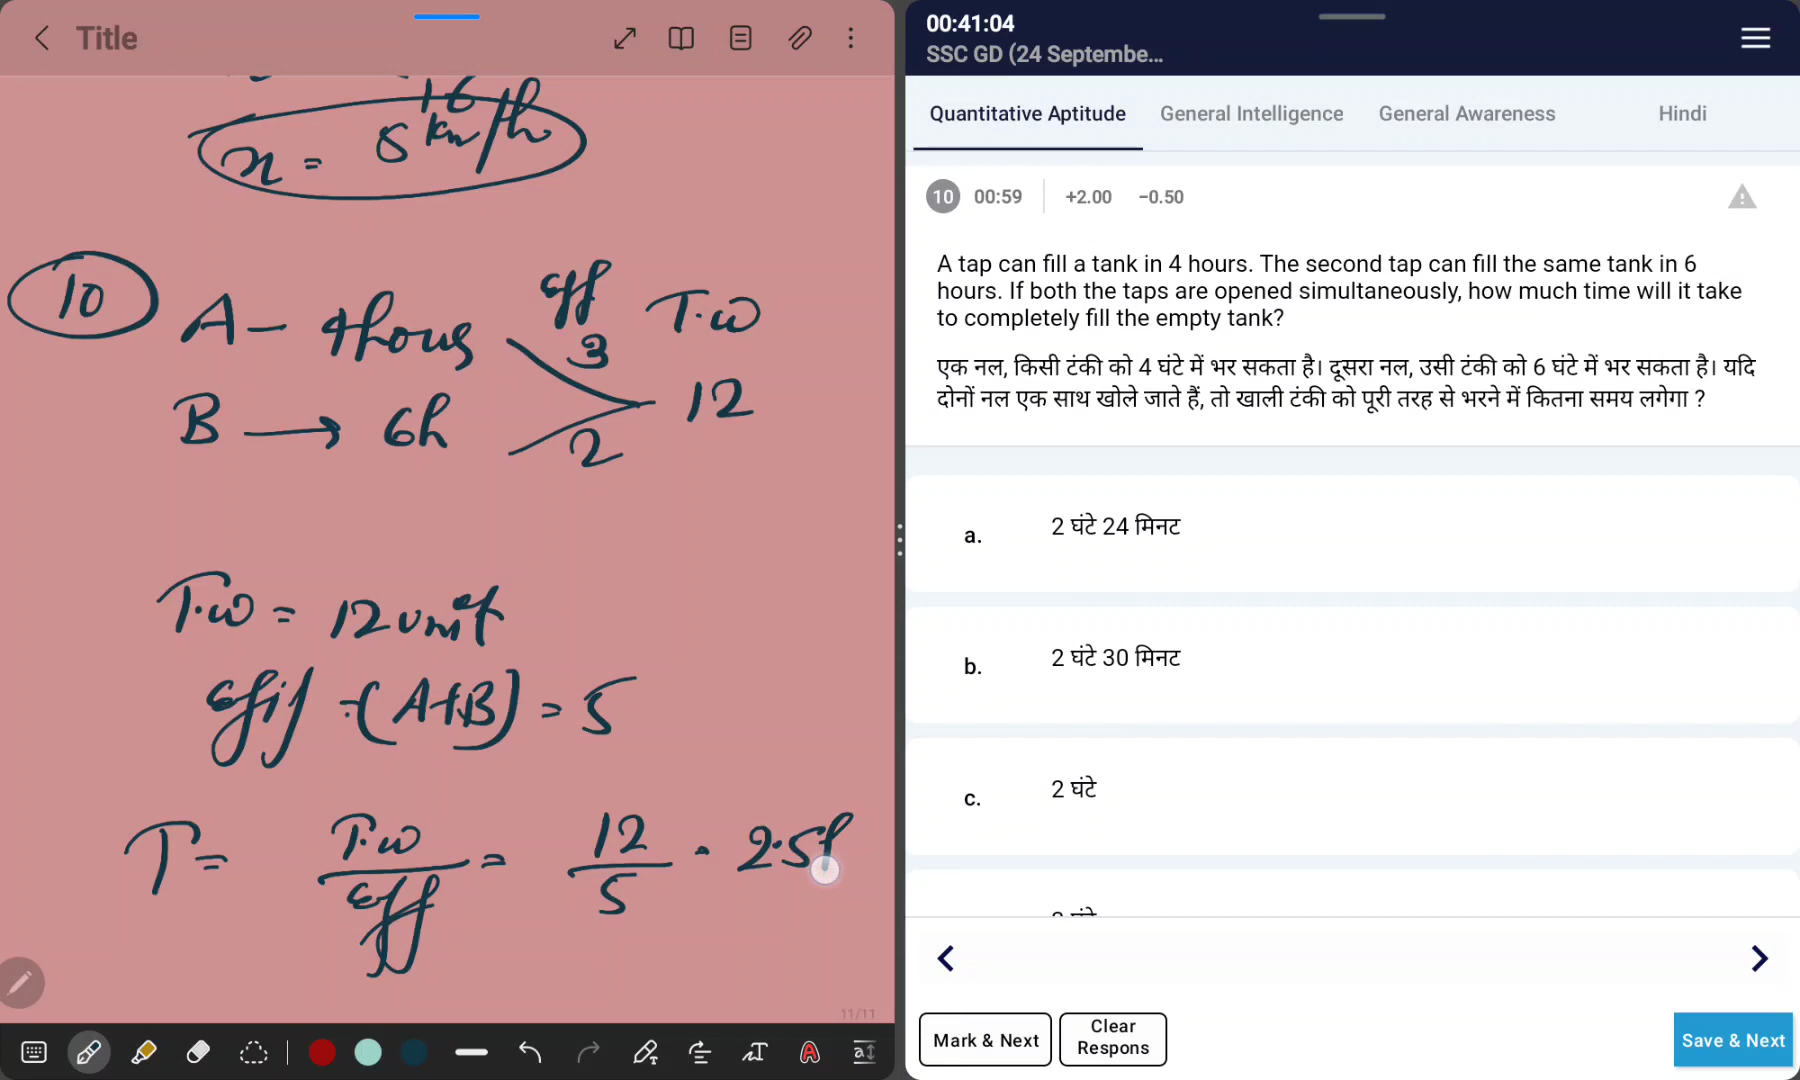 Title
16
x = 8 km/h
10
A - 4 hours eff T.W
3
B → 6h 12
2
T.W = 12 unit
(A+B) = 5
T = T.W/eff = 12/5 = 2.5h
11/11
00:41:04
SSC GD (24 Septembe...
Quantitative Aptitude General Intelligence General Awareness Hindi
10 00:59 +2.00 −0.50
A tap can fill a tank in 4 hours. The second tap can fill the same tank in 6
hours. If both the taps are opened simultaneously, how much time will it take
to completely fill the empty tank?
एक नल, किसी टंकी को 4 घंटे में भर सकता है। दूसरा नल, उसी टंकी को 6 घंटे में भर सकता है। यदि
दोनों नल एक साथ खोले जाते हैं, तो खाली टंकी को पूरी तरह से भरने में कितना समय लगेगा ?
a. 2 घंटे 24 मिनट
b. 2 घंटे 30 मिनट
c. 2 घंटे
Mark & Next
Clear
Respons
Save & Next